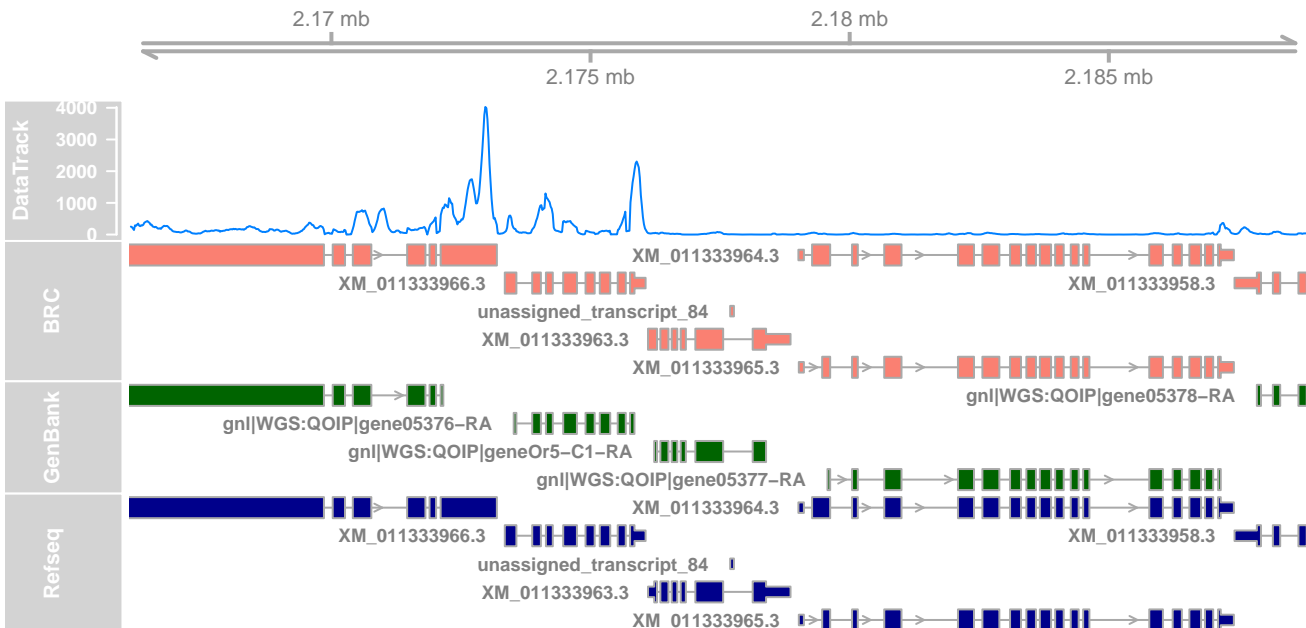 2.17 mb 2.18 mb
2.175 mb 2.185 mb
DataTrack
4000
3000
2000
1000
0
BRC
XM_011333964.3
XM_011333966.3 XM_011333958.3
unassigned_transcript_84
XM_011333963.3
XM_011333965.3
GenBank
gnl|WGS:QOIP|gene05378−RA
gnl|WGS:QOIP|gene05376−RA
gnl|WGS:QOIP|geneOr5−C1−RA
gnl|WGS:QOIP|gene05377−RA
Refseq
XM_011333964.3
XM_011333966.3 XM_011333958.3
unassigned_transcript_84
XM_011333963.3
XM_011333965.3